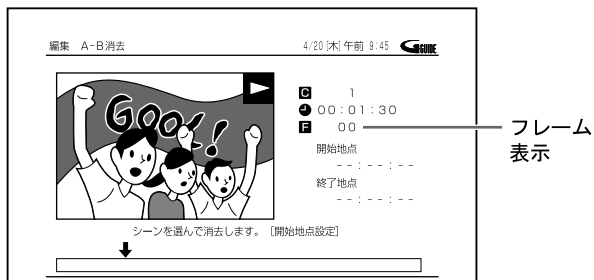 編集 A-B消去
4/20[木]午前 9:45 GGUIDE
GOOL!
C 1
00:01:30
F 00
フレーム
表示
開始地点
--:--:--
終了地点
--:--:--
シーンを選んで消去します。［開始地点設定］